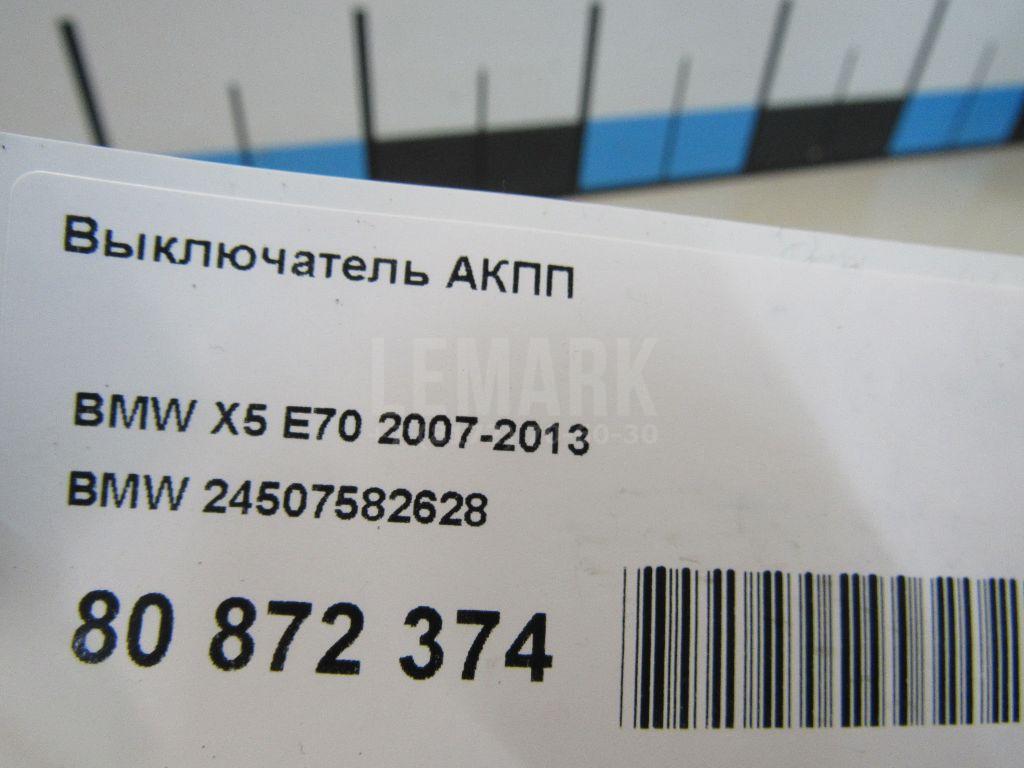 Выключатель АКПП
LEMARK
BMW X5 E70 2007-2013
BMW 24507582628
80 872 374